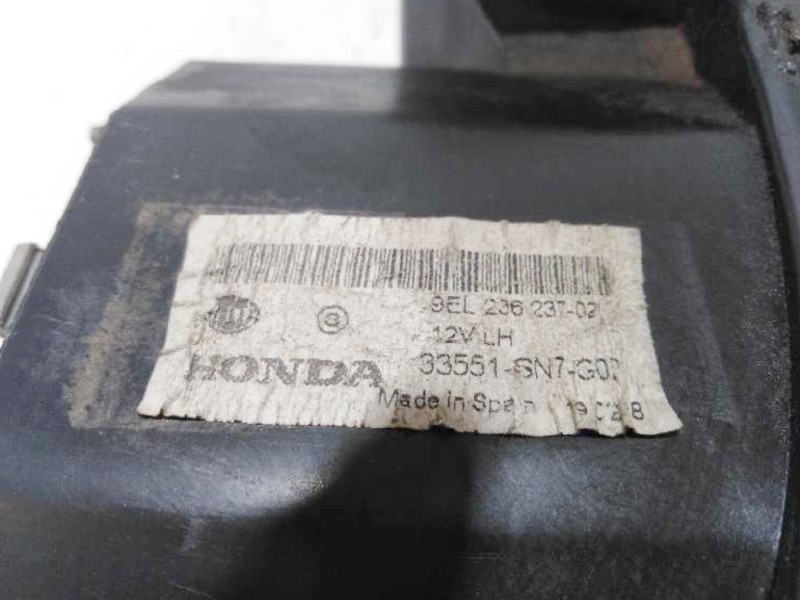 9EL 236 237-02
12V LH
HONDA 33551-SN7-G0
Made in Spain